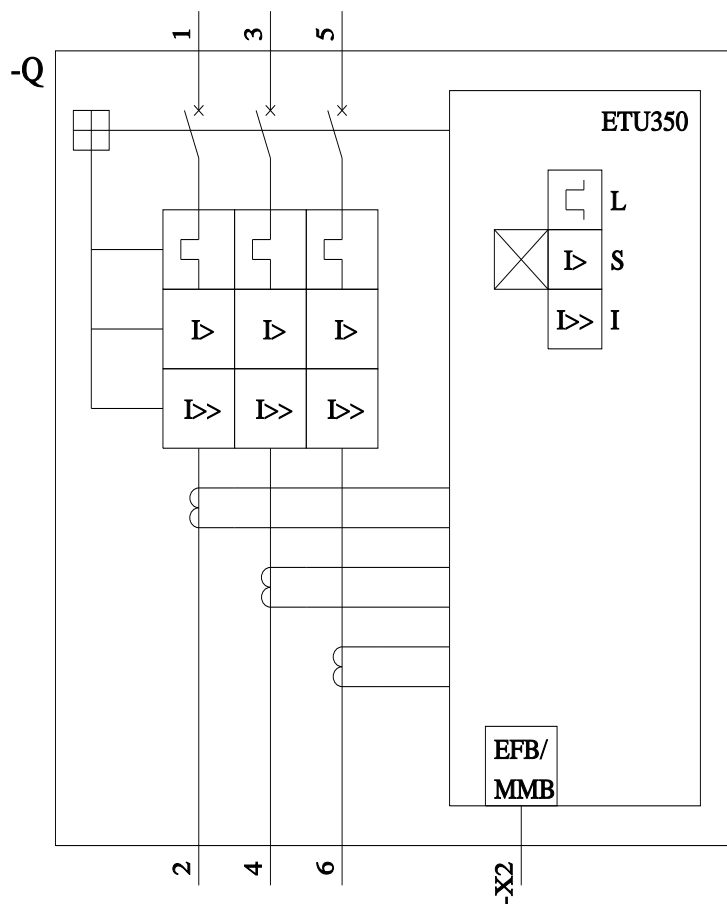 1 3 5
-Q
ETU350
L
I> S
I>> I
I> I> I>
I>> I>> I>>
EFB/
MMB
2 4 6 -X2